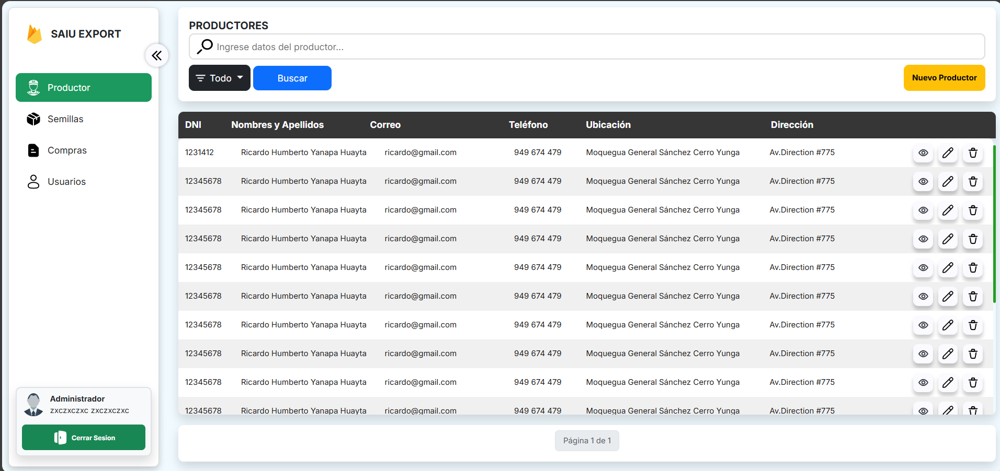 SAIU EXPORT
Productor
Semillas
Compras
Usuarios
Administrador
zxczxczxc zxczxczxc
Cerrar Sesion
PRODUCTORES
Ingrese datos del productor...
Todo Buscar Nuevo Productor
DNI Nombres y Apellidos Correo Teléfono Ubicación Dirección
1231412 Ricardo Humberto Yanapa Huayta ricardo@gmail.com 949 674 479 Moquegua General Sánchez Cerro Yunga Av.Direction #775
12345678 Ricardo Humberto Yanapa Huayta ricardo@gmail.com 949 674 479 Moquegua General Sánchez Cerro Yunga Av.Direction #775
12345678 Ricardo Humberto Yanapa Huayta ricardo@gmail.com 949 674 479 Moquegua General Sánchez Cerro Yunga Av.Direction #775
12345678 Ricardo Humberto Yanapa Huayta ricardo@gmail.com 949 674 479 Moquegua General Sánchez Cerro Yunga Av.Direction #775
12345678 Ricardo Humberto Yanapa Huayta ricardo@gmail.com 949 674 479 Moquegua General Sánchez Cerro Yunga Av.Direction #775
12345678 Ricardo Humberto Yanapa Huayta ricardo@gmail.com 949 674 479 Moquegua General Sánchez Cerro Yunga Av.Direction #775
12345678 Ricardo Humberto Yanapa Huayta ricardo@gmail.com 949 674 479 Moquegua General Sánchez Cerro Yunga Av.Direction #775
12345678 Ricardo Humberto Yanapa Huayta ricardo@gmail.com 949 674 479 Moquegua General Sánchez Cerro Yunga Av.Direction #775
12345678 Ricardo Humberto Yanapa Huayta ricardo@gmail.com 949 674 479 Moquegua General Sánchez Cerro Yunga Av.Direction #775
12345678 Ricardo Humberto Yanapa Huayta ricardo@gmail.com 949 674 479 Moquegua General Sánchez Cerro Yunga Av.Direction #775
Página 1 de 1